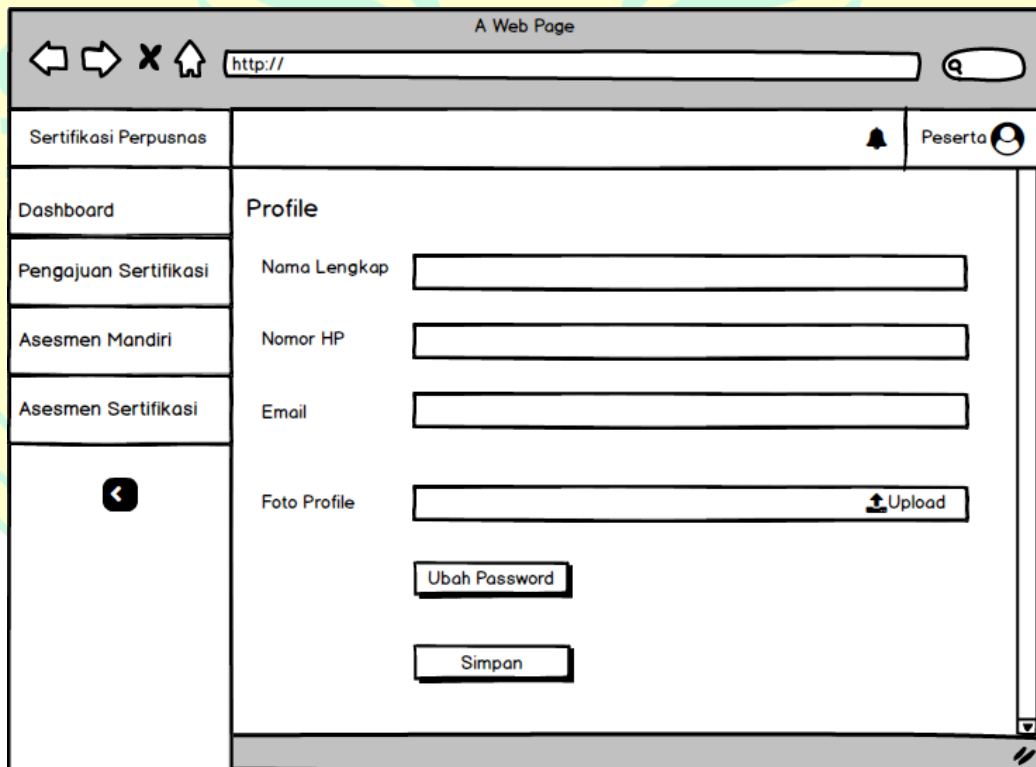 A Web Page
http://
Sertifikasi Perpusnas
Peserta
Dashboard
Pengajuan Sertifikasi
Asesmen Mandiri
Asesmen Sertifikasi
Profile
Nama Lengkap
Nomor HP
Email
Foto Profile
Upload
Ubah Password
Simpan